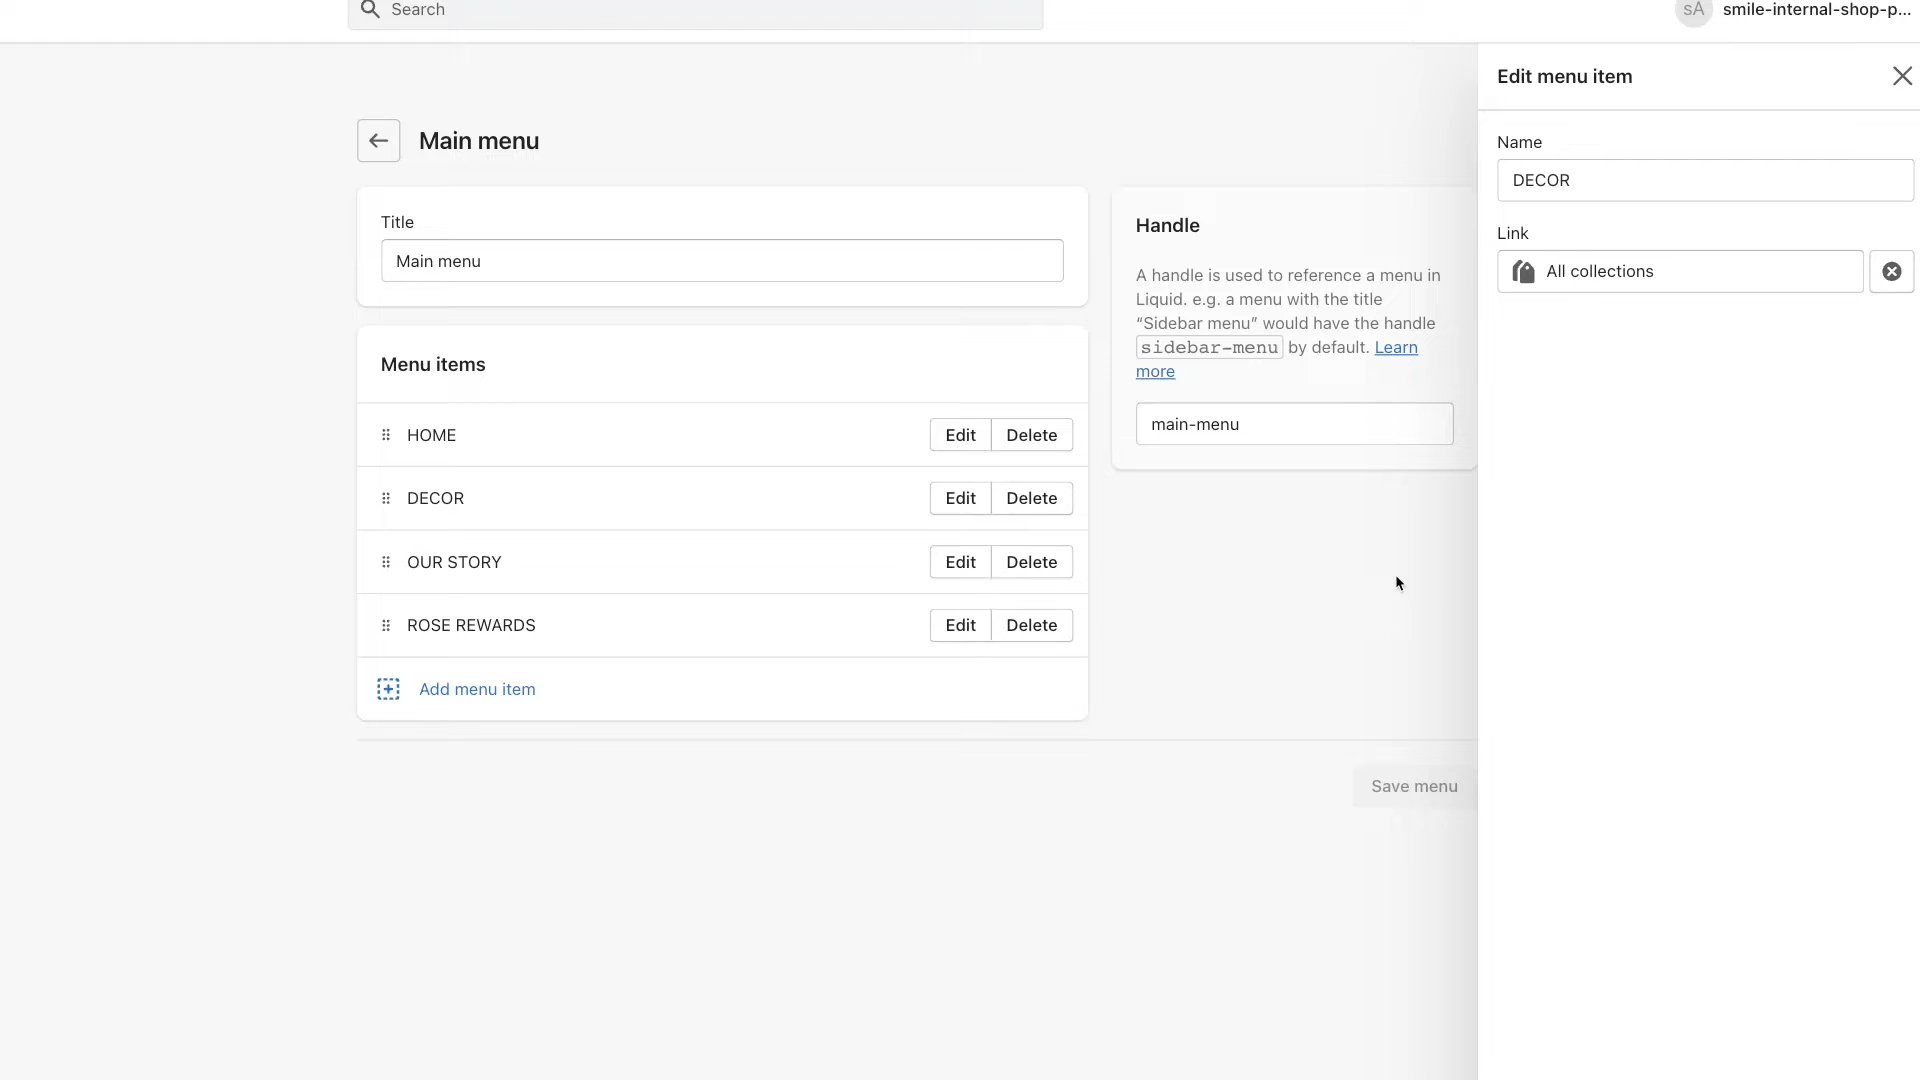 Search
sA smile-internal-shop-p...
Edit menu item
Name
DECOR
Link
All collections
Main menu
Title
Main menu
Menu items
HOME Edit Delete
DECOR Edit Delete
OUR STORY Edit Delete
ROSE REWARDS Edit Delete
Add menu item
Handle
A handle is used to reference a menu in
Liquid. e.g. a menu with the title
“Sidebar menu” would have the handle
sidebar-menu by default. Learn
more
main-menu
Save menu